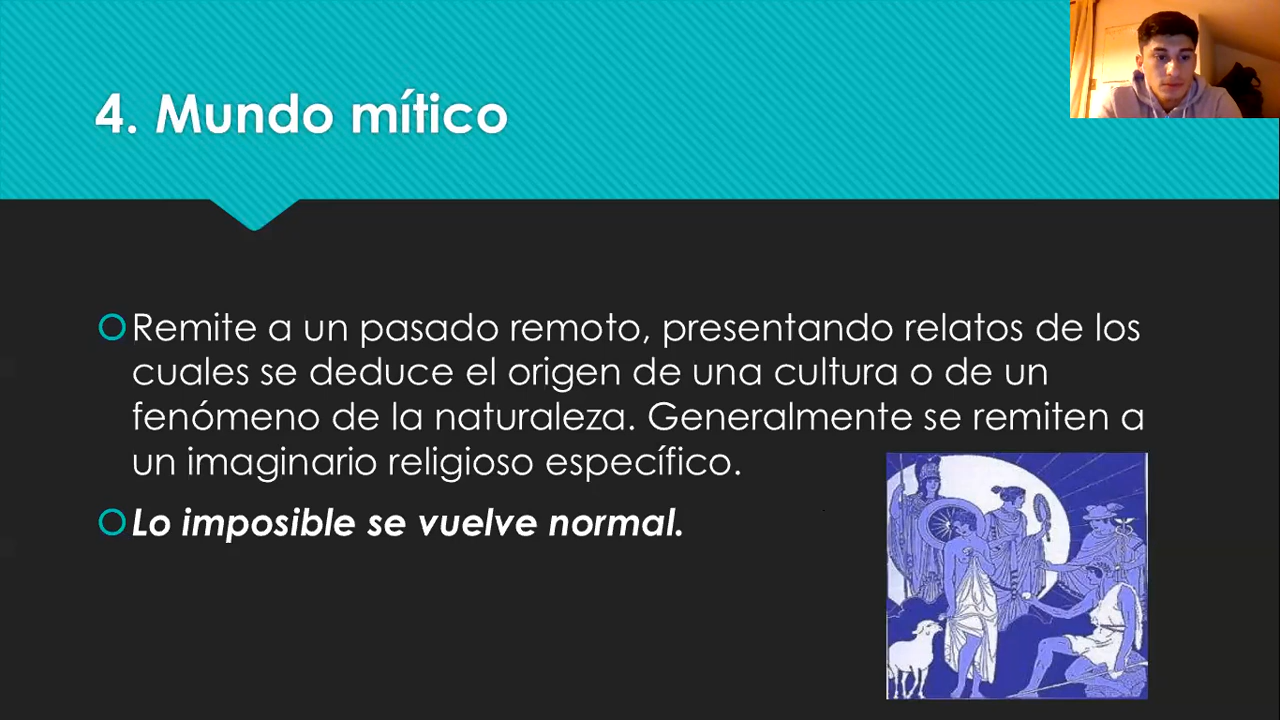 4. Mundo mítico
Remite a un pasado remoto, presentando relatos de los
cuales se deduce el origen de una cultura o de un
fenómeno de la naturaleza. Generalmente se remiten a
un imaginario religioso específico.
Lo imposible se vuelve normal.